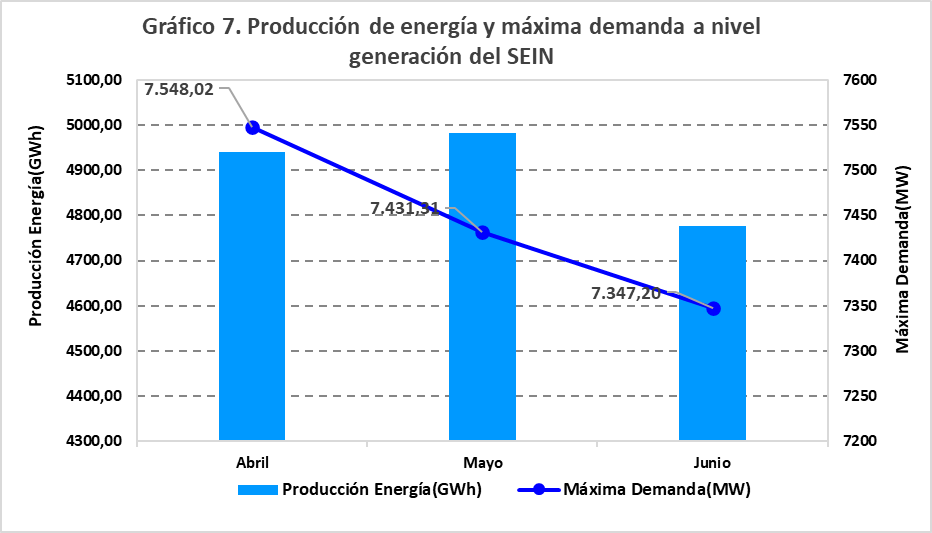 Gráfico 7. Producción de energía y máxima demanda a nivel
generación del SEIN
Producción Energía(GWh)
5100,00
5000,00
4900,00
4800,00
4700,00
4600,00
4500,00
4400,00
4300,00
7.548,02
7.431,31
7.347,20
7600
7550
7500
7450
7400
7350
7300
7250
7200
Máxima Demanda(MW)
Abril
Mayo
Junio
Producción Energía(GWh)
Máxima Demanda(MW)